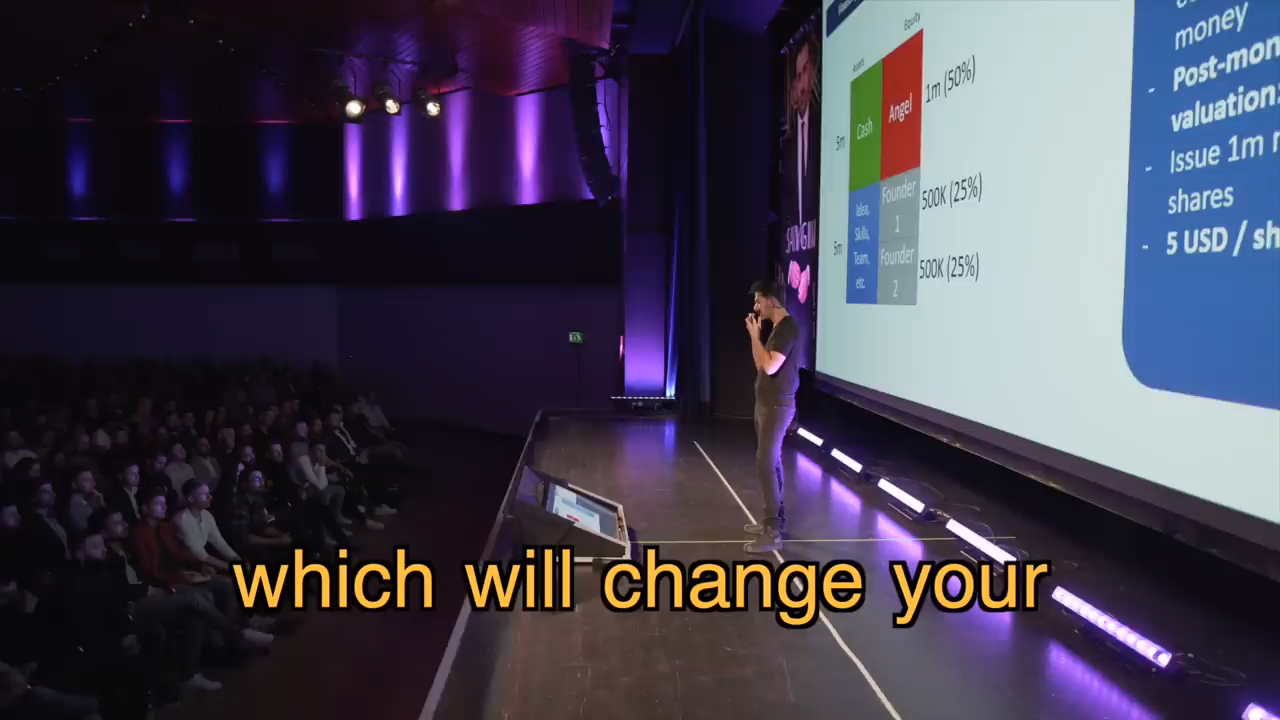 Equity
Assets
money
Post-mon
valuation:
Issue 1m
shares
5 USD / sh
1m (50%)
Angel
Cash
5m
Founder
1
500K (25%)
Idea,
Skills,
Team,
etc.
5m
Founder
2
500K (25%)
which will change your